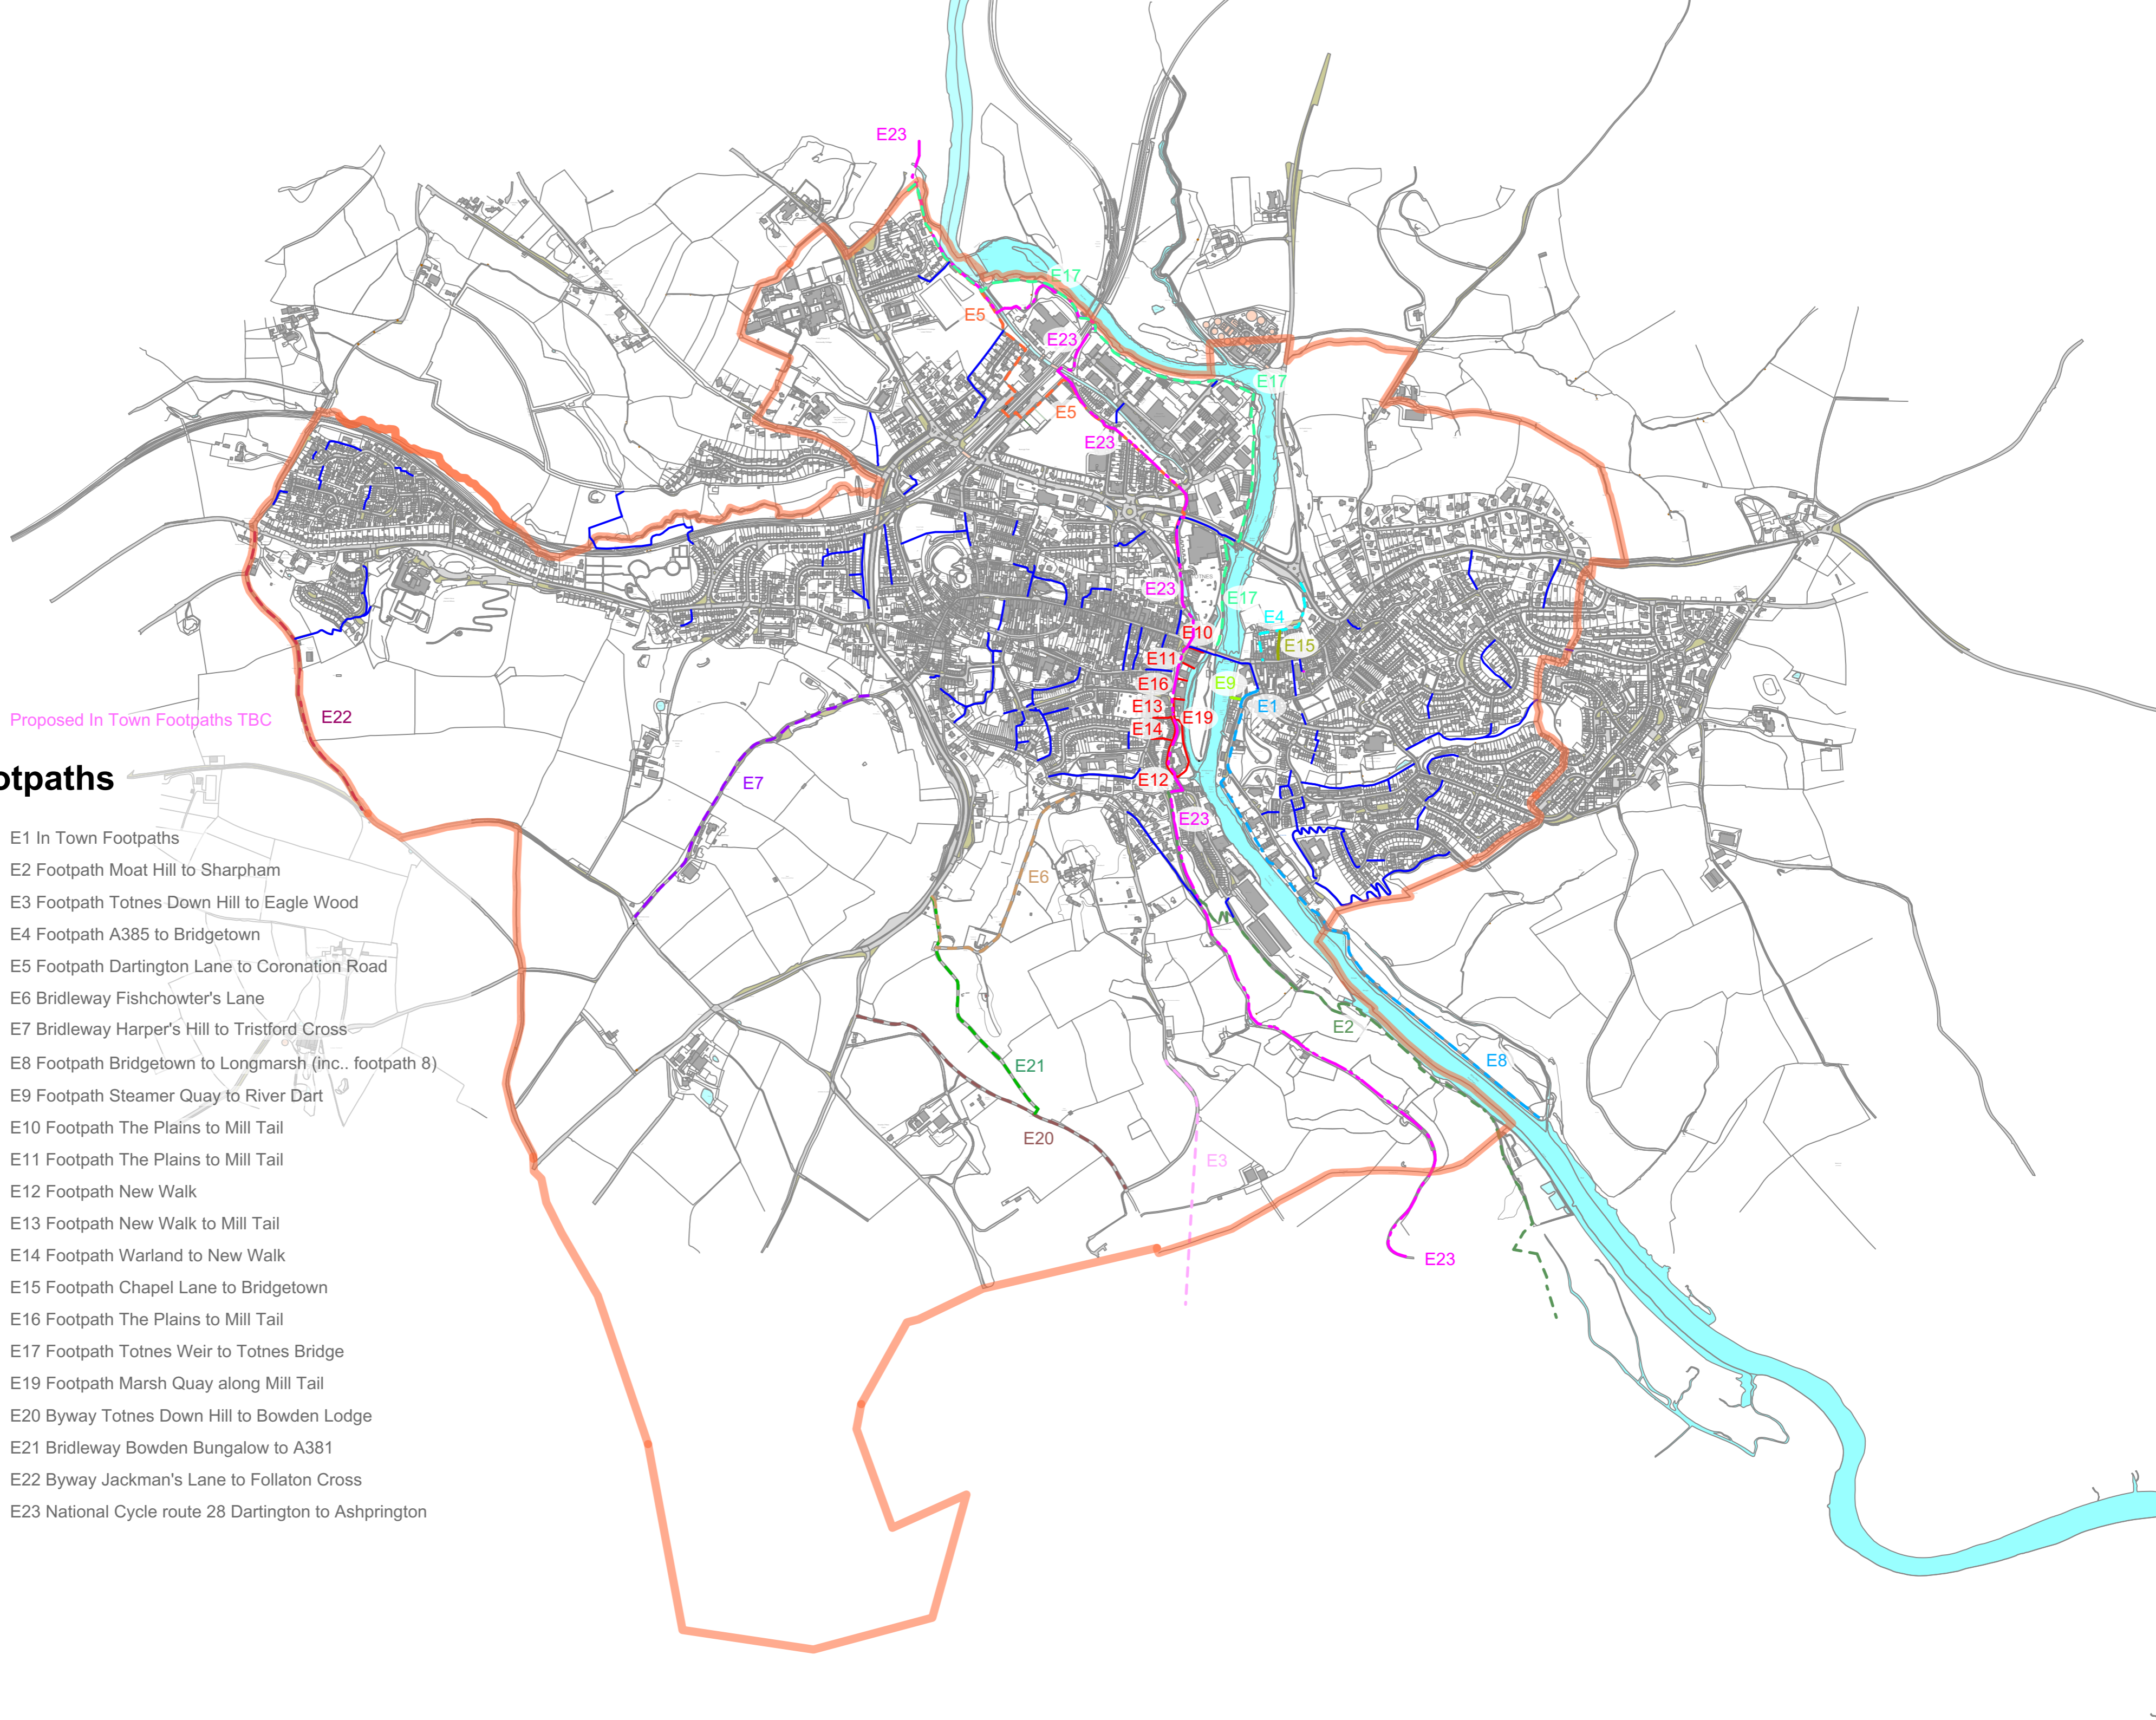 E23
E17
E5
E23
E17
E5
E23
E23
E17
E4
E10
E15
E11
E16
E9
E13
E1
E19
E14
E22
E12
E7
E23
E6
E2
E8
E21
E20
E3
E23
TOTNES
Proposed In Town Footpaths TBC
otpaths
E1 In Town Footpaths
E2 Footpath Moat Hill to Sharpham
E3 Footpath Totnes Down Hill to Eagle Wood
E4 Footpath A385 to Bridgetown
E5 Footpath Dartington Lane to Coronation Road
E6 Bridleway Fishchowter's Lane
E7 Bridleway Harper's Hill to Tristford Cross
E8 Footpath Bridgetown to Longmarsh (inc.. footpath 8)
E9 Footpath Steamer Quay to River Dart
E10 Footpath The Plains to Mill Tail
E11 Footpath The Plains to Mill Tail
E12 Footpath New Walk
E13 Footpath New Walk to Mill Tail
E14 Footpath Warland to New Walk
E15 Footpath Chapel Lane to Bridgetown
E16 Footpath The Plains to Mill Tail
E17 Footpath Totnes Weir to Totnes Bridge
E19 Footpath Marsh Quay along Mill Tail
E20 Byway Totnes Down Hill to Bowden Lodge
E21 Bridleway Bowden Bungalow to A381
E22 Byway Jackman's Lane to Follaton Cross
E23 National Cycle route 28 Dartington to Ashprington